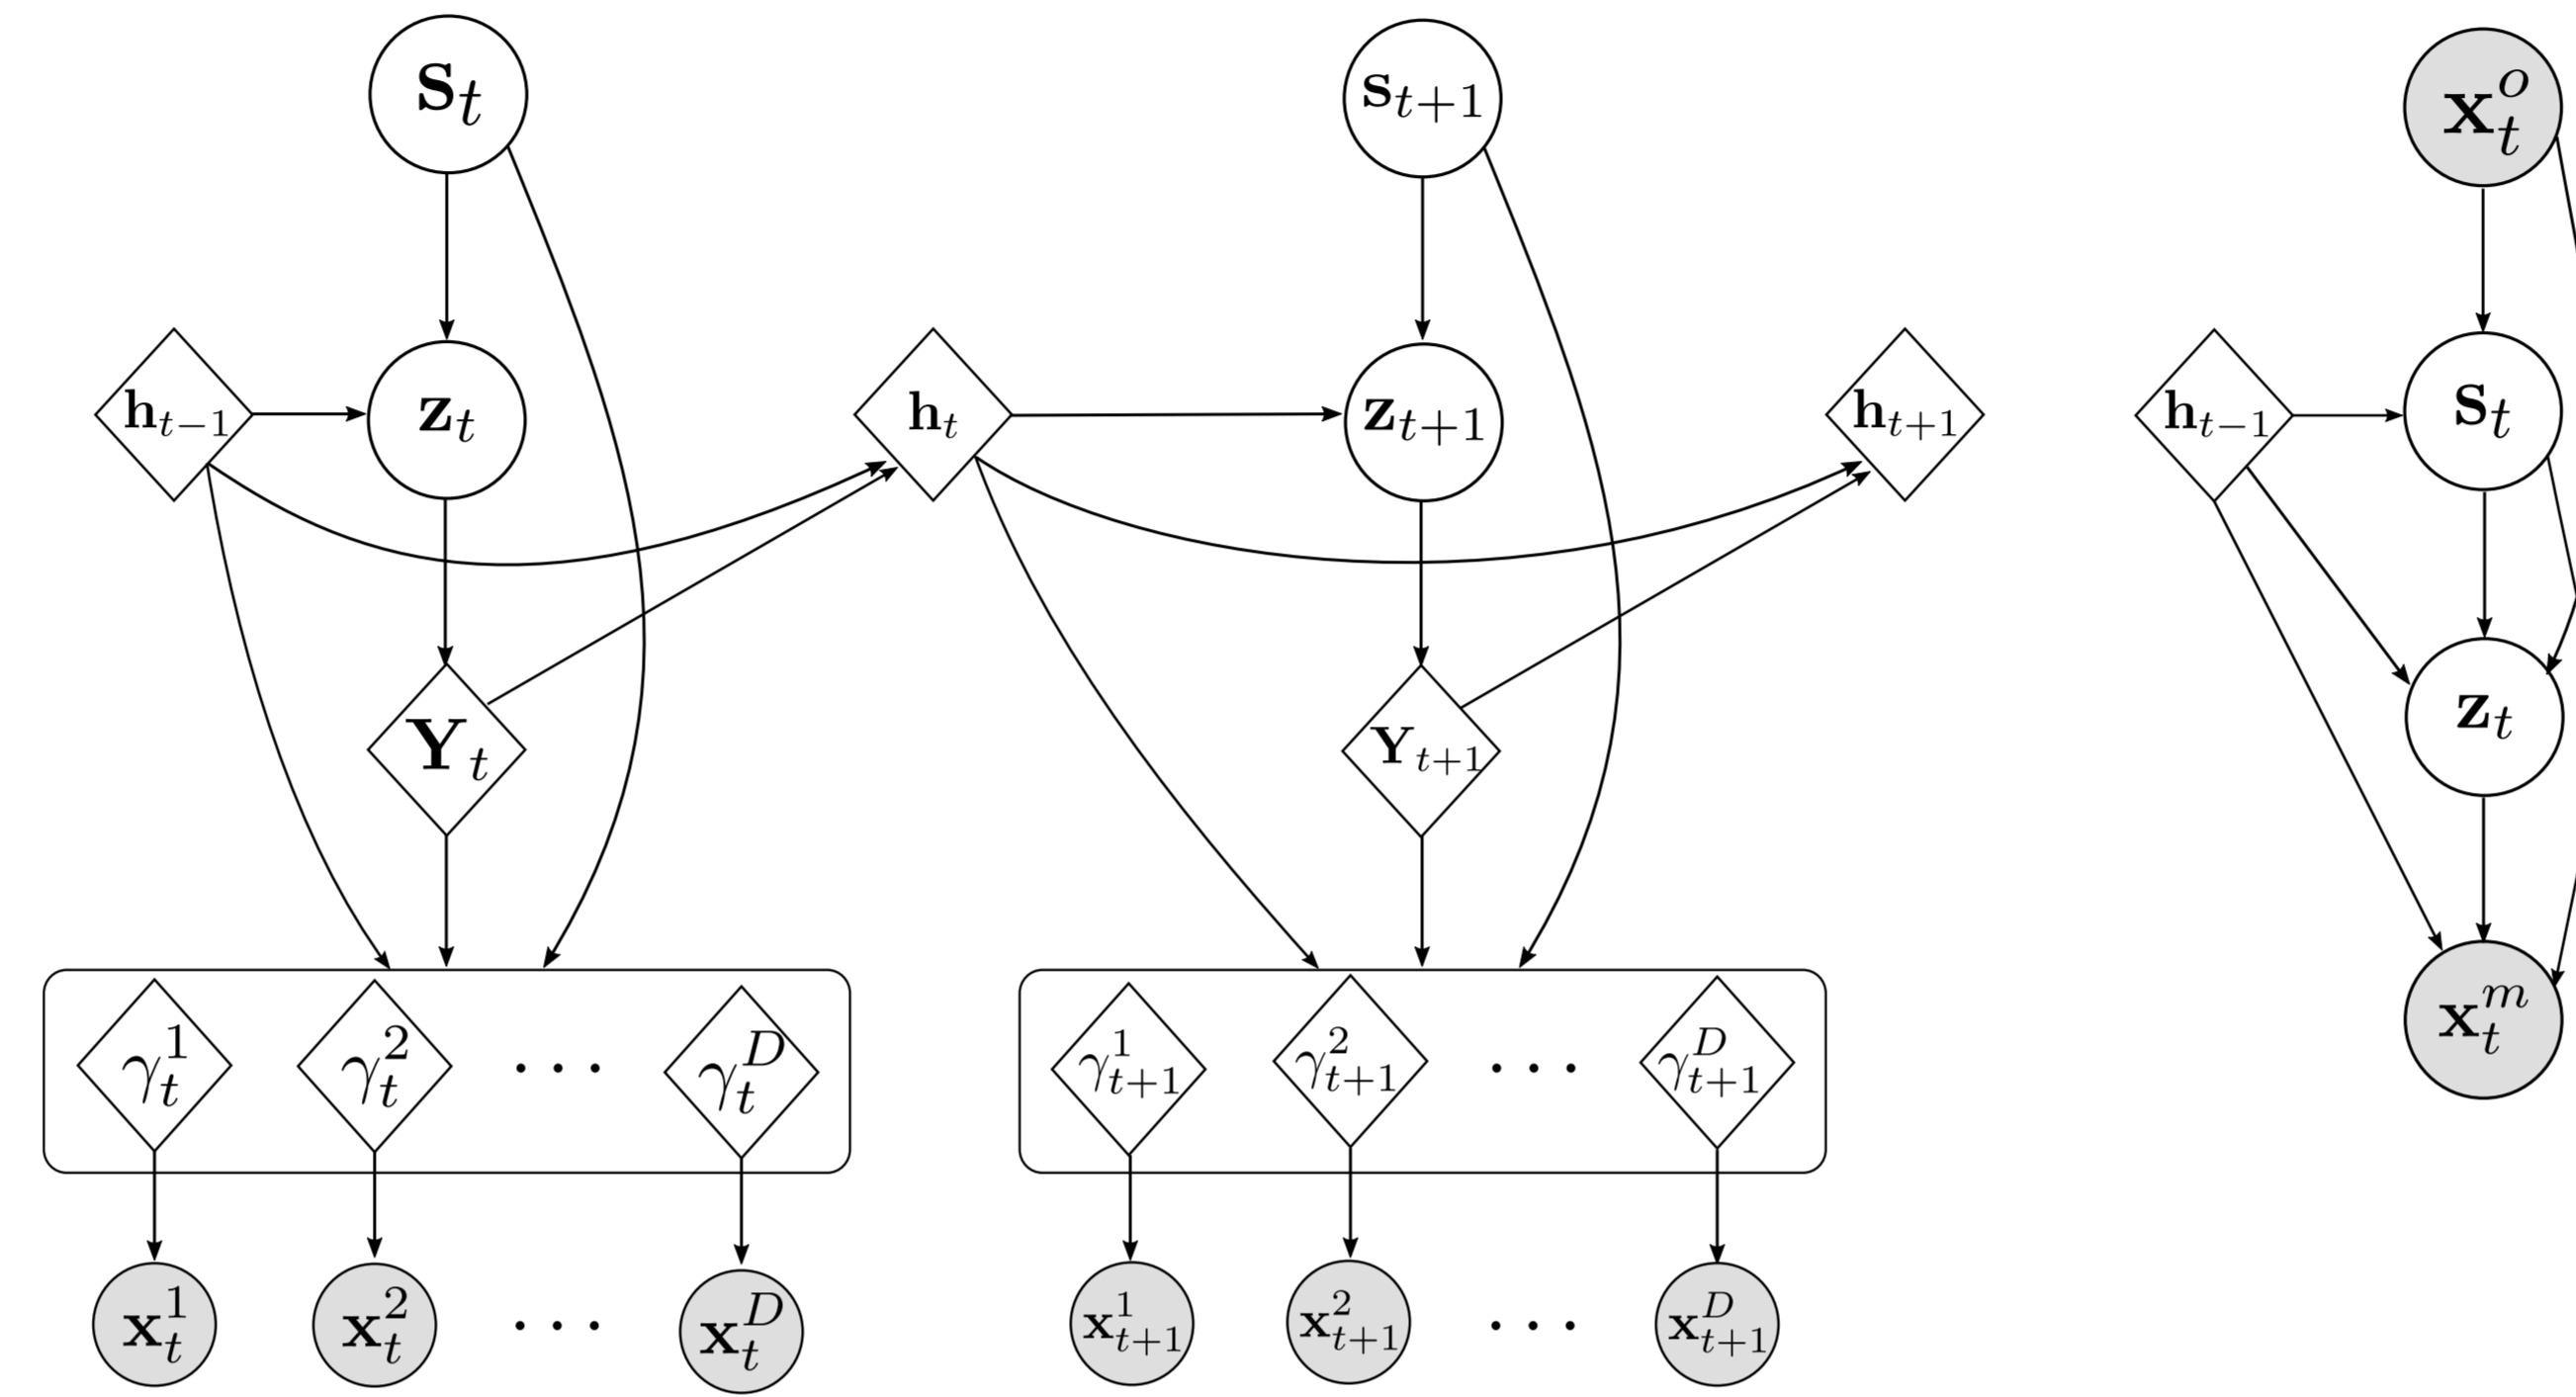 s_t
s_{t+1}
x_t^o
h_{t-1}
z_t
h_t
z_{t+1}
h_{t+1}
h_{t-1}
s_t
Y_t
Y_{t+1}
z_t
γ_t^1 γ_t^2 ··· γ_t^D
γ_{t+1}^1 γ_{t+1}^2 ··· γ_{t+1}^D
x_t^m
x_t^1 x_t^2 ··· x_t^D
x_{t+1}^1 x_{t+1}^2 ··· x_{t+1}^D